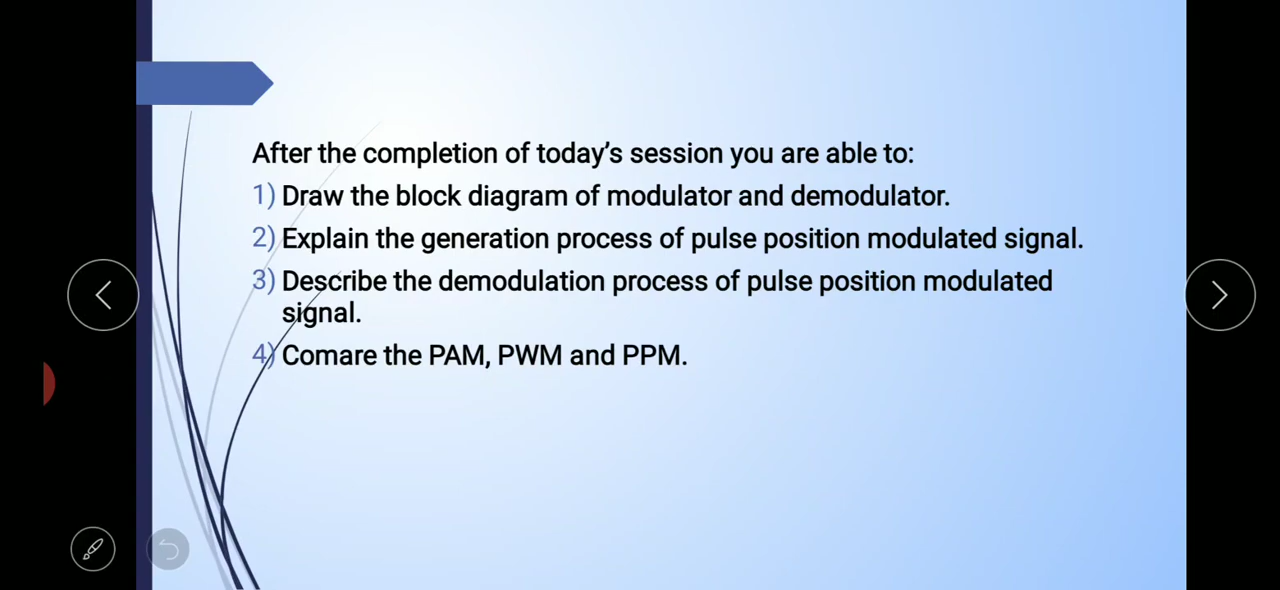 After the completion of today’s session you are able to:
1) Draw the block diagram of modulator and demodulator.
2) Explain the generation process of pulse position modulated signal.
3) Describe the demodulation process of pulse position modulated
signal.
4) Comare the PAM, PWM and PPM.